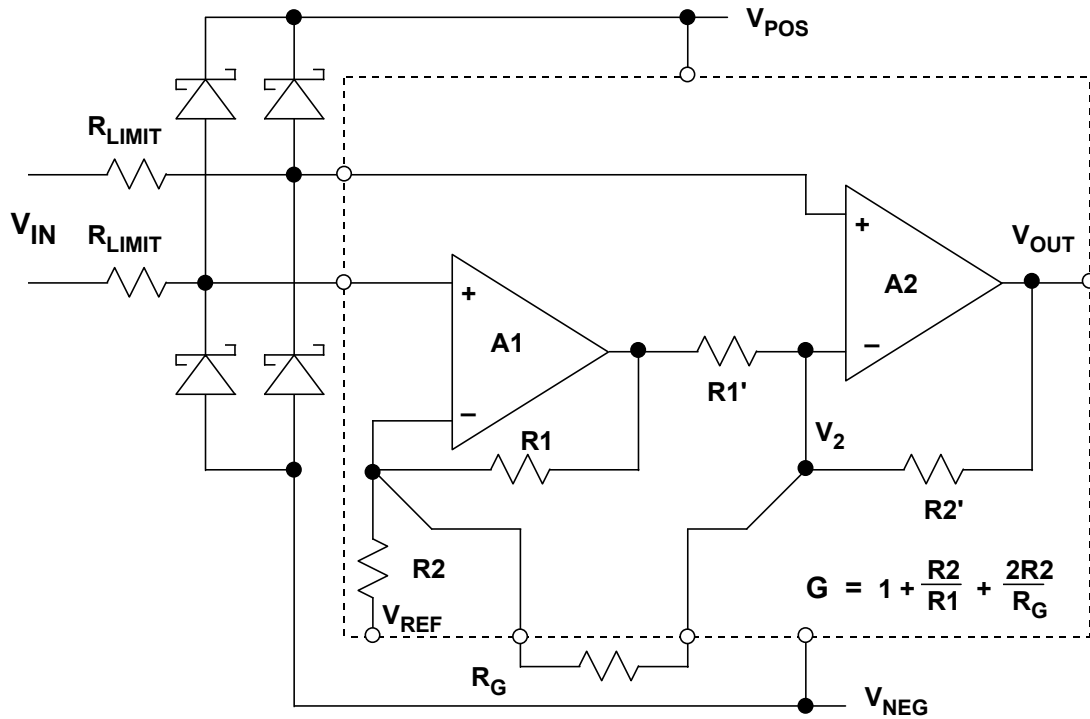 V_POS
R_LIMIT
V_IN
R_LIMIT
+
A2
−
V_OUT
+
A1
−
R1'
R1
V_2
R2'
R2
V_REF
G = 1 + R2/R1 + 2R2/R_G
R_G
V_NEG